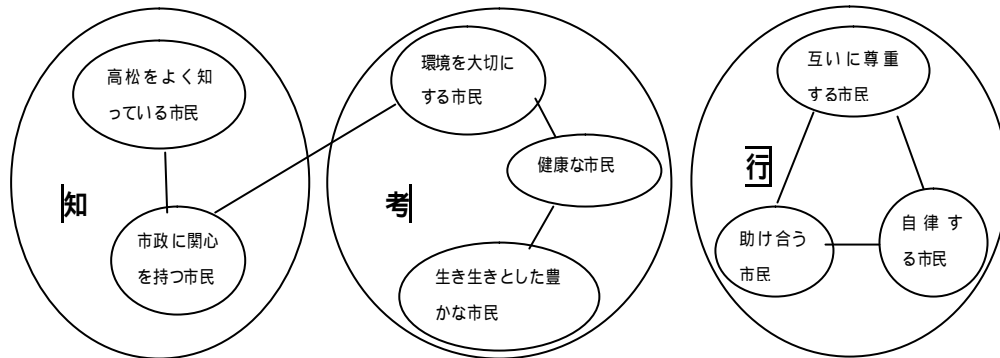 高松をよく知
っている市民
知
市政に関心
を持つ市民
環境を大切に
する市民
健康な市民
考
生き生きとした豊
かな市民
互いに尊重
する市民
行
助け合う
市民
自律す
る市民